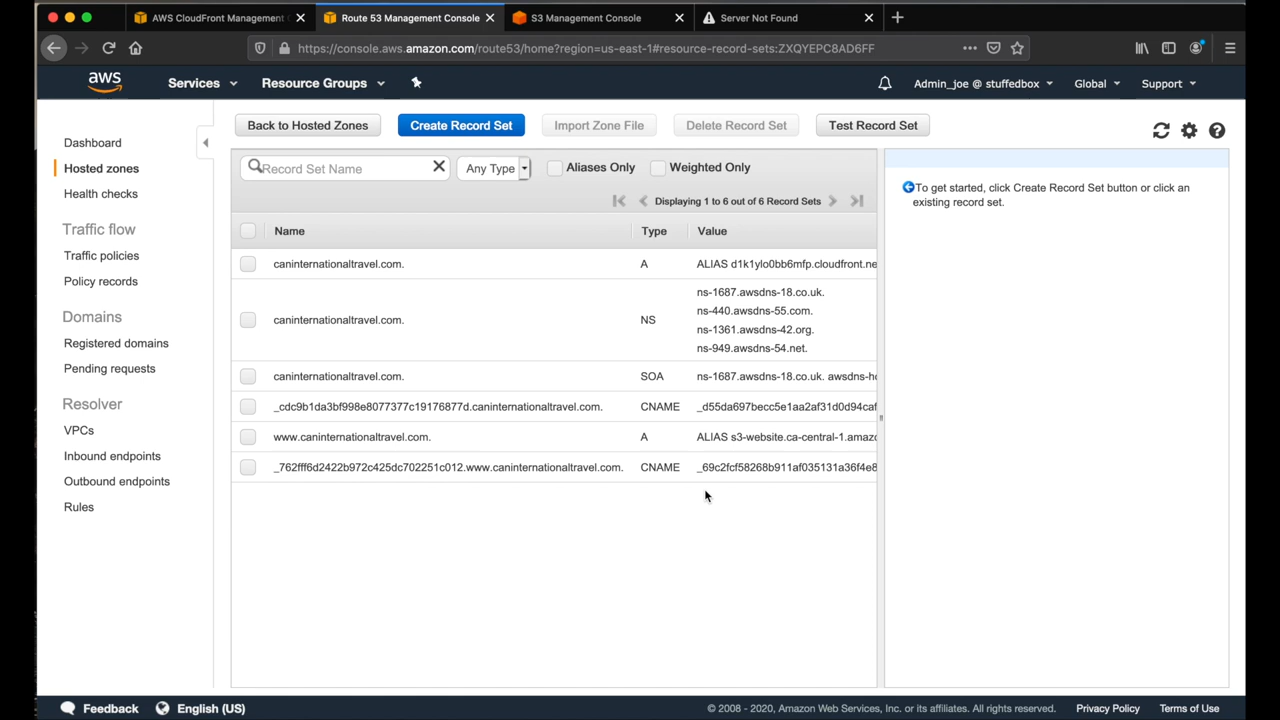 AWS CloudFront Management
Route 53 Management Console
S3 Management Console
Server Not Found
https://console.aws.amazon.com/route53/home?region=us-east-1#resource-record-sets:ZXQYEPC8AD6FF
aws
Services
Resource Groups
Admin_joe @ stuffedbox
Global
Support
Dashboard
Hosted zones
Health checks
Traffic flow
Traffic policies
Policy records
Domains
Registered domains
Pending requests
Resolver
VPCs
Inbound endpoints
Outbound endpoints
Rules
Back to Hosted Zones
Create Record Set
Import Zone File
Delete Record Set
Test Record Set
Record Set Name
Any Type
Aliases Only
Weighted Only
Displaying 1 to 6 out of 6 Record Sets
Name Type Value
caninternationaltravel.com. A ALIAS d1k1ylo0bb6mfp.cloudfront.ne
caninternationaltravel.com. NS ns-1687.awsdns-18.co.uk.
ns-440.awsdns-55.com.
ns-1361.awsdns-42.org.
ns-949.awsdns-54.net.
caninternationaltravel.com. SOA ns-1687.awsdns-18.co.uk. awsdns-h
_cdc9b1da3bf998e8077377c19176877d.caninternationaltravel.com. CNAME _d55da697becc5e1aa2af31d0d94caf
www.caninternationaltravel.com. A ALIAS s3-website.ca-central-1.amaz
_762fff6d2422b972c425dc702251c012.www.caninternationaltravel.com. CNAME _69c2fcf58268b911af035131a36f4e8
To get started, click Create Record Set button or click an
existing record set.
Feedback
English (US)
© 2008 - 2020, Amazon Web Services, Inc. or its affiliates. All rights reserved.
Privacy Policy
Terms of Use